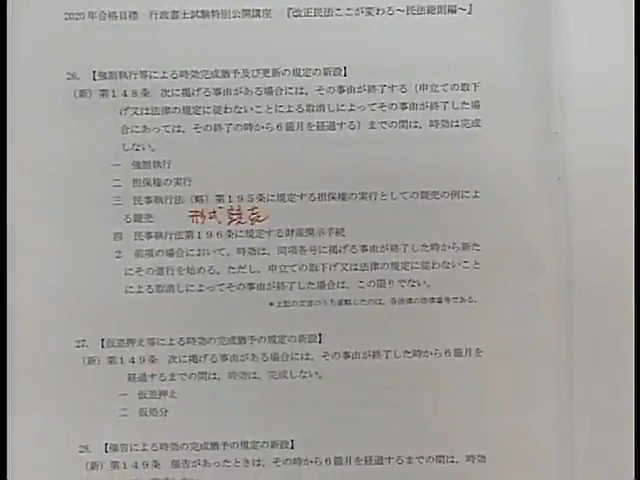 2020年合格目標 行政書士試験特別公開講座 『改正民法ここが変わる～民法総則編～』
26. 【強制執行等による時効完成猶予及び更新の規定の新設】
（新）第148条 次に掲げる事由がある場合には、その事由が終了する（申立ての取下
げ又は法律の規定に従わないことによる取消しによってその事由が終了した場
合にあっては、その終了の時から6箇月を経過する）までの間は、時効は完成
しない。
一 強制執行
二 担保権の実行
三 民事執行法（略）第195条に規定する担保権の実行としての競売の例によ
る競売 形式競売
四 民事執行法第196条に規定する財産開示手続
2 前項の場合において、時効は、同項各号に掲げる事由が終了した時から新た
にその進行を始める。ただし、申立ての取下げ又は法律の規定に従わないこと
による取消しによってその事由が終了した場合は、この限りでない。
*上記の文言のうち省略したのは、各法律の法律番号である。
27. 【仮差押え等による時効の完成猶予の規定の新設】
（新）第149条 次に掲げる事由がある場合には、その事由が終了した時から6箇月を
経過するまでの間は、時効は、完成しない。
一 仮差押え
二 仮処分
28. 【催告による時効の完成猶予の規定の新設】
（新）第149条 催告があったときは、その時から6箇月を経過するまでの間は、時効